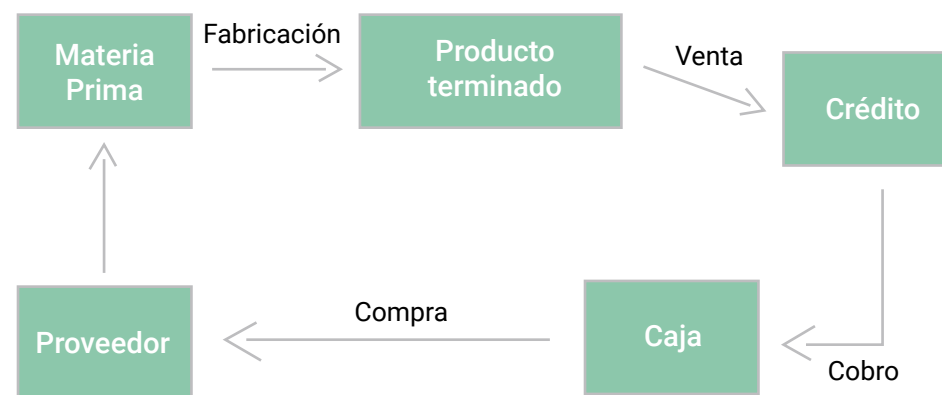 Materia
Prima
Fabricación
Producto
terminado
Venta
Crédito
Cobro
Caja
Compra
Proveedor